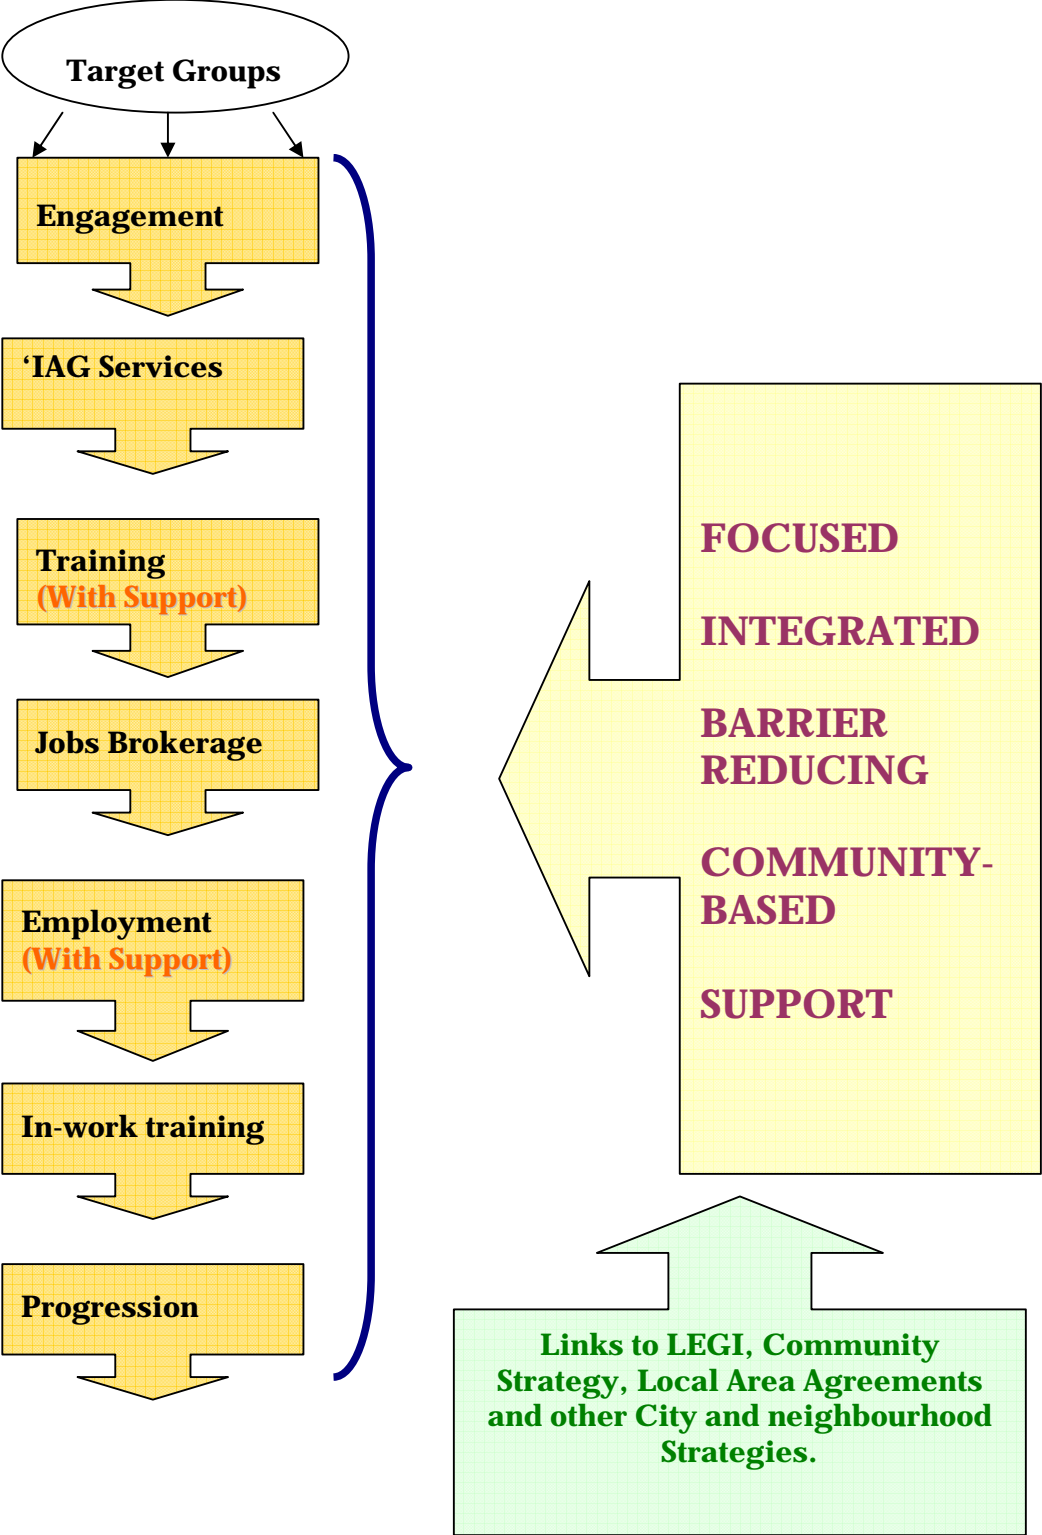 Target Groups
Engagement
‘IAG Services
Training
(With Support)
Jobs Brokerage
Employment
(With Support)
In-work training
Progression
FOCUSED
INTEGRATED
BARRIER
REDUCING
COMMUNITY-
BASED
SUPPORT
Links to LEGI, Community
Strategy, Local Area Agreements
and other City and neighbourhood
Strategies.